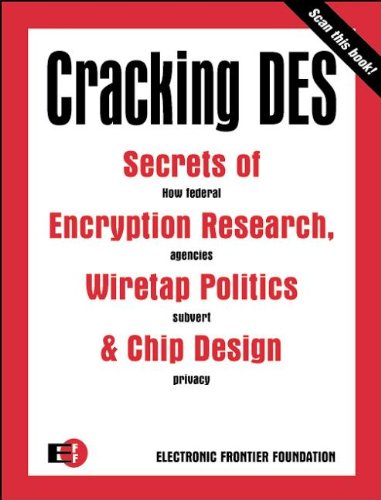 Scan this book!
Cracking DES
Secrets of
How federal
Encryption Research,
agencies
Wiretap Politics
subvert
& Chip Design
privacy
EFF
ELECTRONIC FRONTIER FOUNDATION